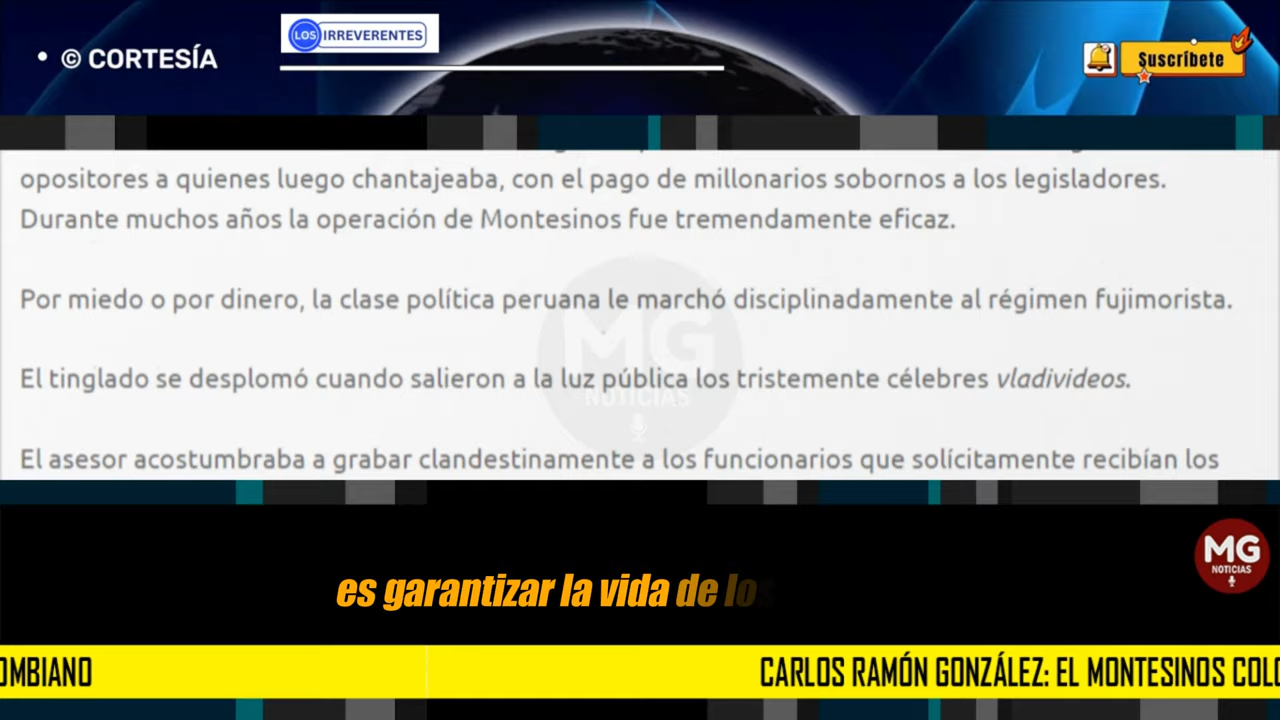 • © CORTESÍA
LOS IRREVERENTES
Suscríbete
opositores a quienes luego chantajeaba, con el pago de millonarios sobornos a los legisladores.
Durante muchos años la operación de Montesinos fue tremendamente eficaz.
Por miedo o por dinero, la clase política peruana le marchó disciplinadamente al régimen fujimorista.
El tinglado se desplomó cuando salieron a la luz pública los tristemente célebres vladivideos.
El asesor acostumbraba a grabar clandestinamente a los funcionarios que solícitamente recibían los
MG
NOTICIAS
es garantizar la vida de los
MG
NOTICIAS
OMBIANO
CARLOS RAMÓN GONZÁLEZ: EL MONTESINOS COLO